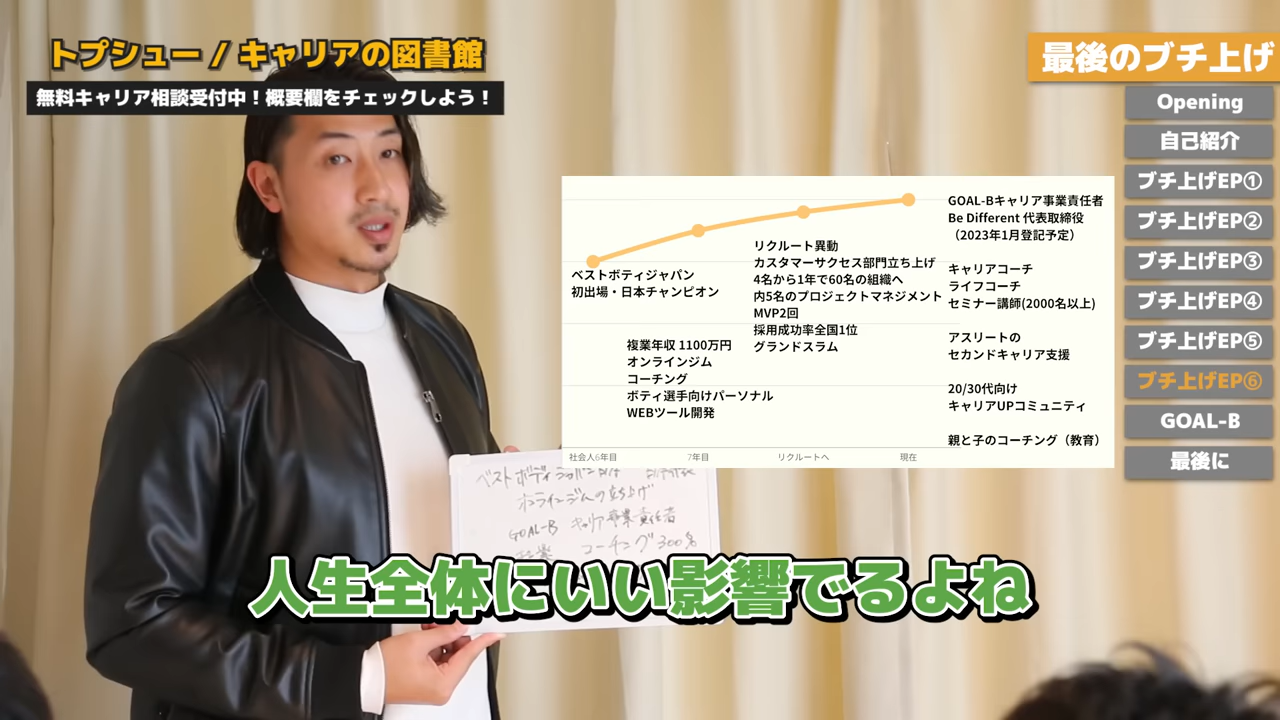 トプシュー / キャリアの図書館
無料キャリア相談受付中！概要欄をチェックしよう！
最後のブチ上げ
Opening
自己紹介
ブチ上げEP①
ブチ上げEP②
ブチ上げEP③
ブチ上げEP④
ブチ上げEP⑤
ブチ上げEP⑥
GOAL-B
最後に
ベストボティジャパン
初出場・日本チャンピオン
複業年収 1100万円
オンラインジム
コーチング
ボティ選手向けパーソナル
WEBツール開発
リクルート異動
カスタマーサクセス部門立ち上げ
4名から1年で60名の組織へ
内5名のプロジェクトマネジメント
MVP2回
採用成功率全国1位
グランドスラム
GOAL-Bキャリア事業責任者
Be Different 代表取締役
（2023年1月登記予定）
キャリアコーチ
ライフコーチ
セミナー講師(2000名以上)
アスリートの
セカンドキャリア支援
20/30代向け
キャリアUPコミュニティ
親と子のコーチング（教育）
社会人6年目
7年目
リクルートへ
現在
ベストボディジャパン
オンラインジムの立ち上げ
GOAL-B キャリア事業責任者
コーチング300名
人生全体にいい影響でるよね